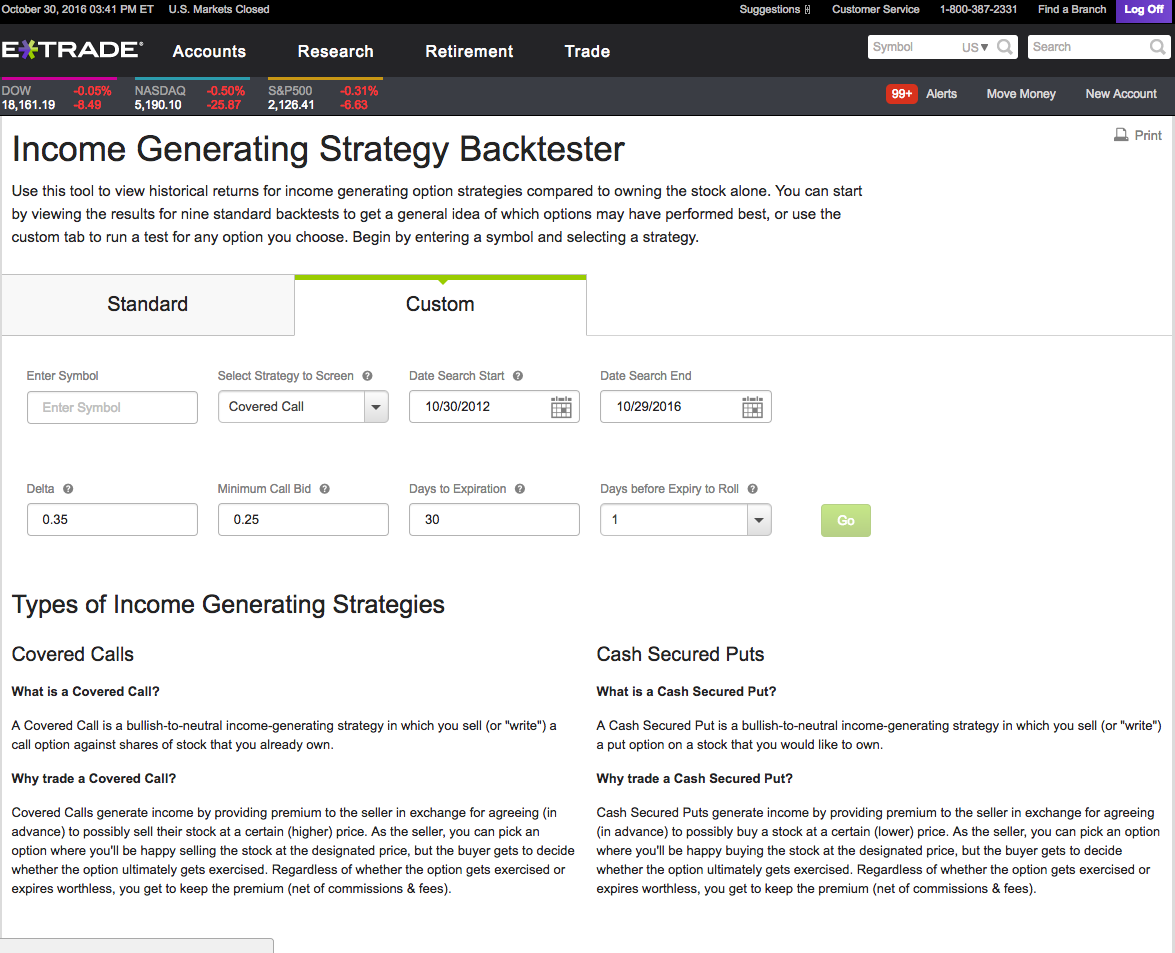 October 30, 2016 03:41 PM ET U.S. Markets Closed Suggestions Customer Service 1-800-387-2331 Find a Branch Log Off
E*TRADE® Accounts Research Retirement Trade Symbol US▼ Search
DOW -0.05% NASDAQ -0.50% S&P500 -0.31%
18,161.19 -8.49 5,190.10 -25.87 2,126.41 -6.63
99+ Alerts Move Money New Account
Print
Income Generating Strategy Backtester
Use this tool to view historical returns for income generating option strategies compared to owning the stock alone. You can start
by viewing the results for nine standard backtests to get a general idea of which options may have performed best, or use the
custom tab to run a test for any option you choose. Begin by entering a symbol and selecting a strategy.
Standard Custom
Enter Symbol Select Strategy to Screen ? Date Search Start ? Date Search End
Enter Symbol Covered Call 10/30/2012 10/29/2016
Delta ? Minimum Call Bid ? Days to Expiration ? Days before Expiry to Roll ?
0.35 0.25 30 1 Go
Types of Income Generating Strategies
Covered Calls
What is a Covered Call?
A Covered Call is a bullish-to-neutral income-generating strategy in which you sell (or "write") a
call option against shares of stock that you already own.
Why trade a Covered Call?
Covered Calls generate income by providing premium to the seller in exchange for agreeing (in
advance) to possibly sell their stock at a certain (higher) price. As the seller, you can pick an
option where you'll be happy selling the stock at the designated price, but the buyer gets to decide
whether the option ultimately gets exercised. Regardless of whether the option gets exercised or
expires worthless, you get to keep the premium (net of commissions & fees).
Cash Secured Puts
What is a Cash Secured Put?
A Cash Secured Put is a bullish-to-neutral income-generating strategy in which you sell (or "write")
a put option on a stock that you would like to own.
Why trade a Cash Secured Put?
Cash Secured Puts generate income by providing premium to the seller in exchange for agreeing
(in advance) to possibly buy a stock at a certain (lower) price. As the seller, you can pick an option
where you'll be happy buying the stock at the designated price, but the buyer gets to decide
whether the option ultimately gets exercised. Regardless of whether the option gets exercised or
expires worthless, you get to keep the premium (net of commissions & fees).